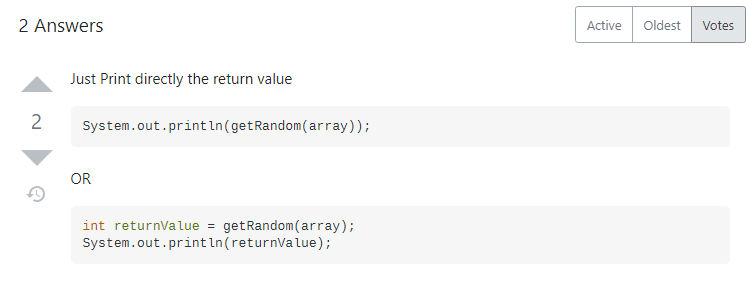 2 Answers
Active Oldest Votes
Just Print directly the return value
2
System.out.println(getRandom(array));
OR
int returnValue = getRandom(array);
System.out.println(returnValue);